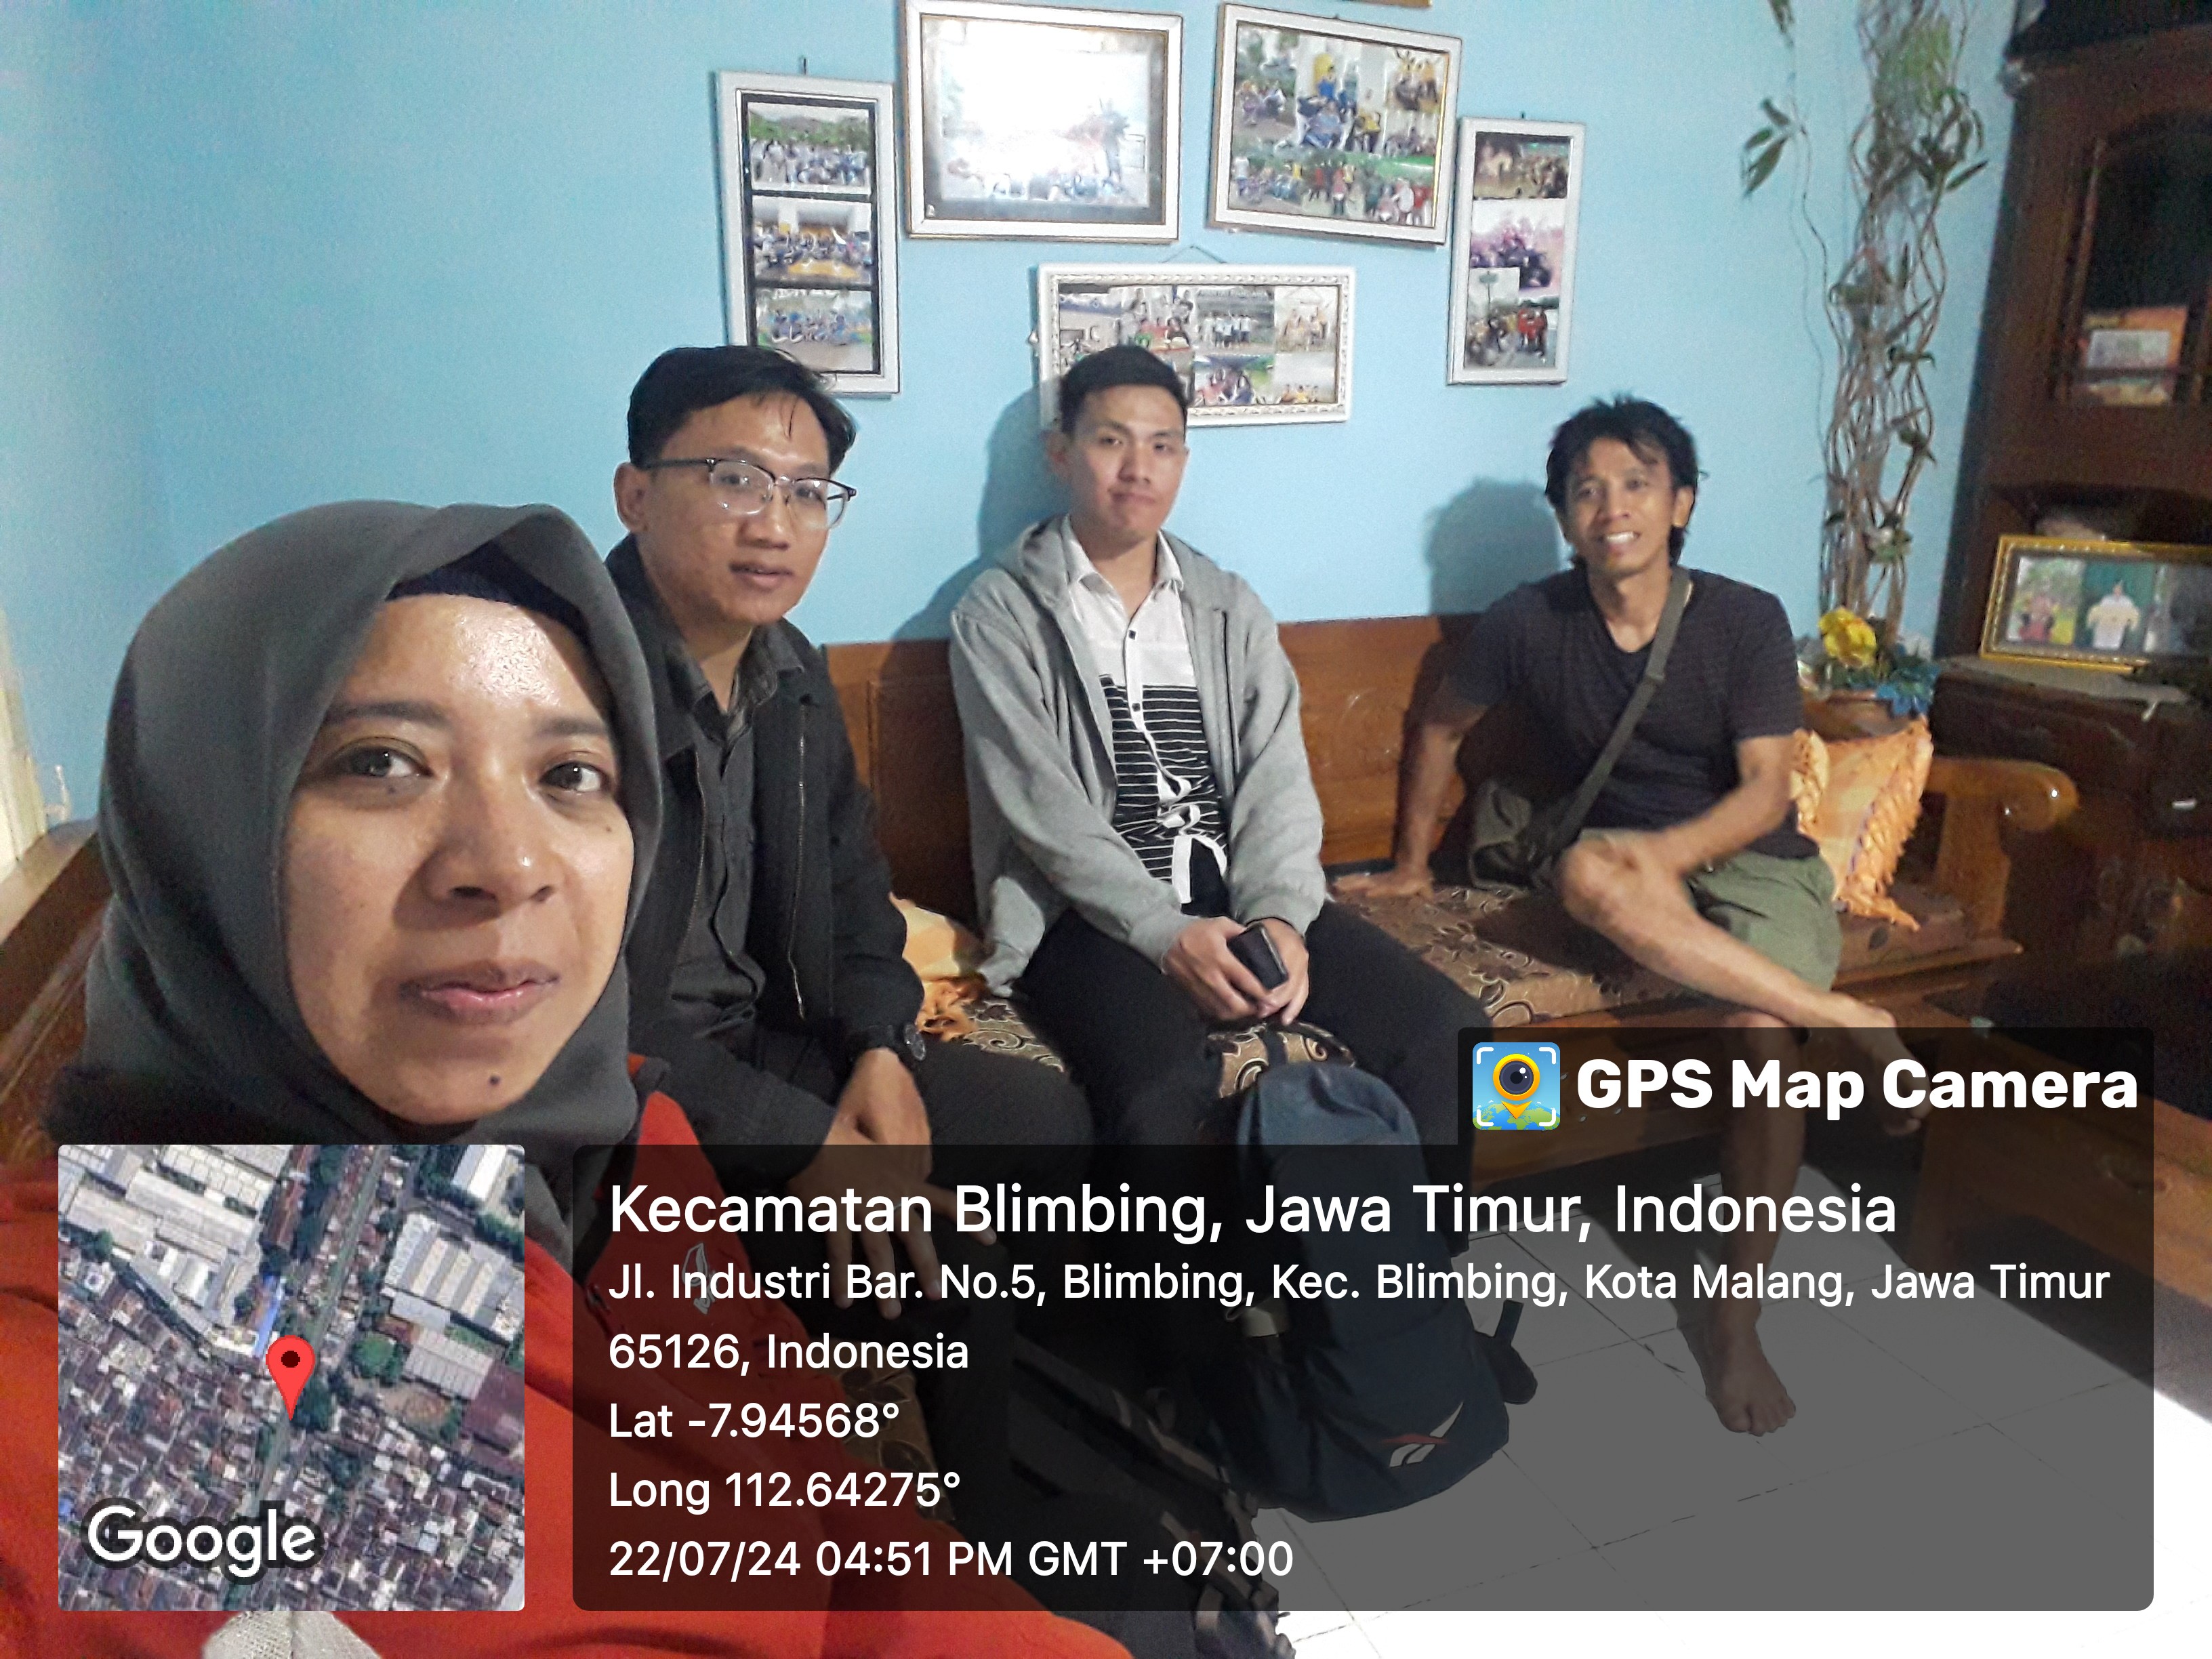 GPS Map Camera
Kecamatan Blimbing, Jawa Timur, Indonesia
Jl. Industri Bar. No.5, Blimbing, Kec. Blimbing, Kota Malang, Jawa Timur
65126, Indonesia
Lat -7.94568°
Long 112.64275°
22/07/24 04:51 PM GMT +07:00
Google